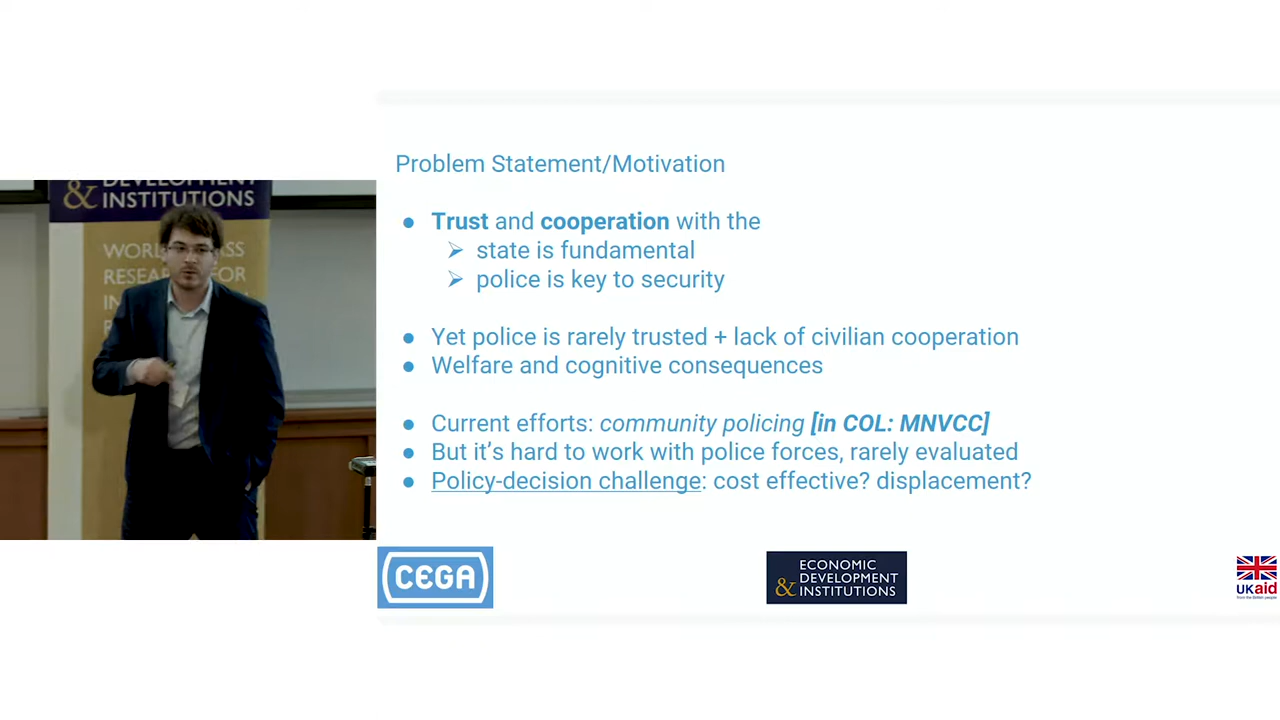 DEVELOPMENT
& INSTITUTIONS
RESEARCH FOR
Problem Statement/Motivation
● Trust and cooperation with the
➢ state is fundamental
➢ police is key to security
● Yet police is rarely trusted + lack of civilian cooperation
● Welfare and cognitive consequences
● Current efforts: community policing [in COL: MNVCC]
● But it's hard to work with police forces, rarely evaluated
● Policy-decision challenge: cost effective? displacement?
CEGA
ECONOMIC
DEVELOPMENT
& INSTITUTIONS
UKaid
from the British people